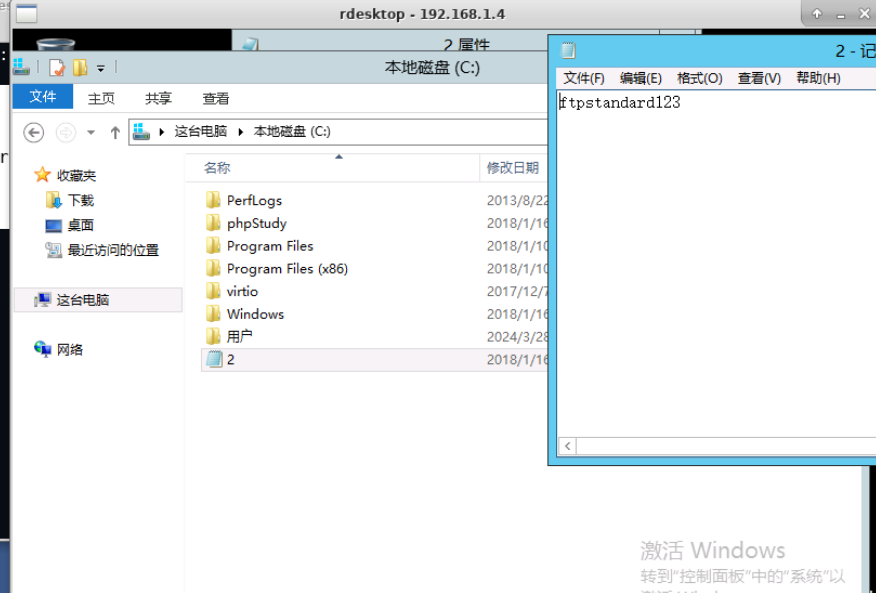 rdesktop - 192.168.1.4
2 属性
本地磁盘 (C:)
2 - 记
文件 主页 共享 查看
文件(F) 编辑(E) 格式(O) 查看(V) 帮助(H)
这台电脑 本地磁盘 (C:)
ftpstandard123
收藏夹
下载
桌面
最近访问的位置
这台电脑
网络
名称 修改日期
PerfLogs 2013/8/22
phpStudy 2018/1/16
Program Files 2018/1/10
Program Files (x86) 2018/1/10
virtio 2017/12/7
Windows 2018/1/16
用户 2024/3/28
2 2018/1/16
激活 Windows
转到"控制面板"中的"系统"以